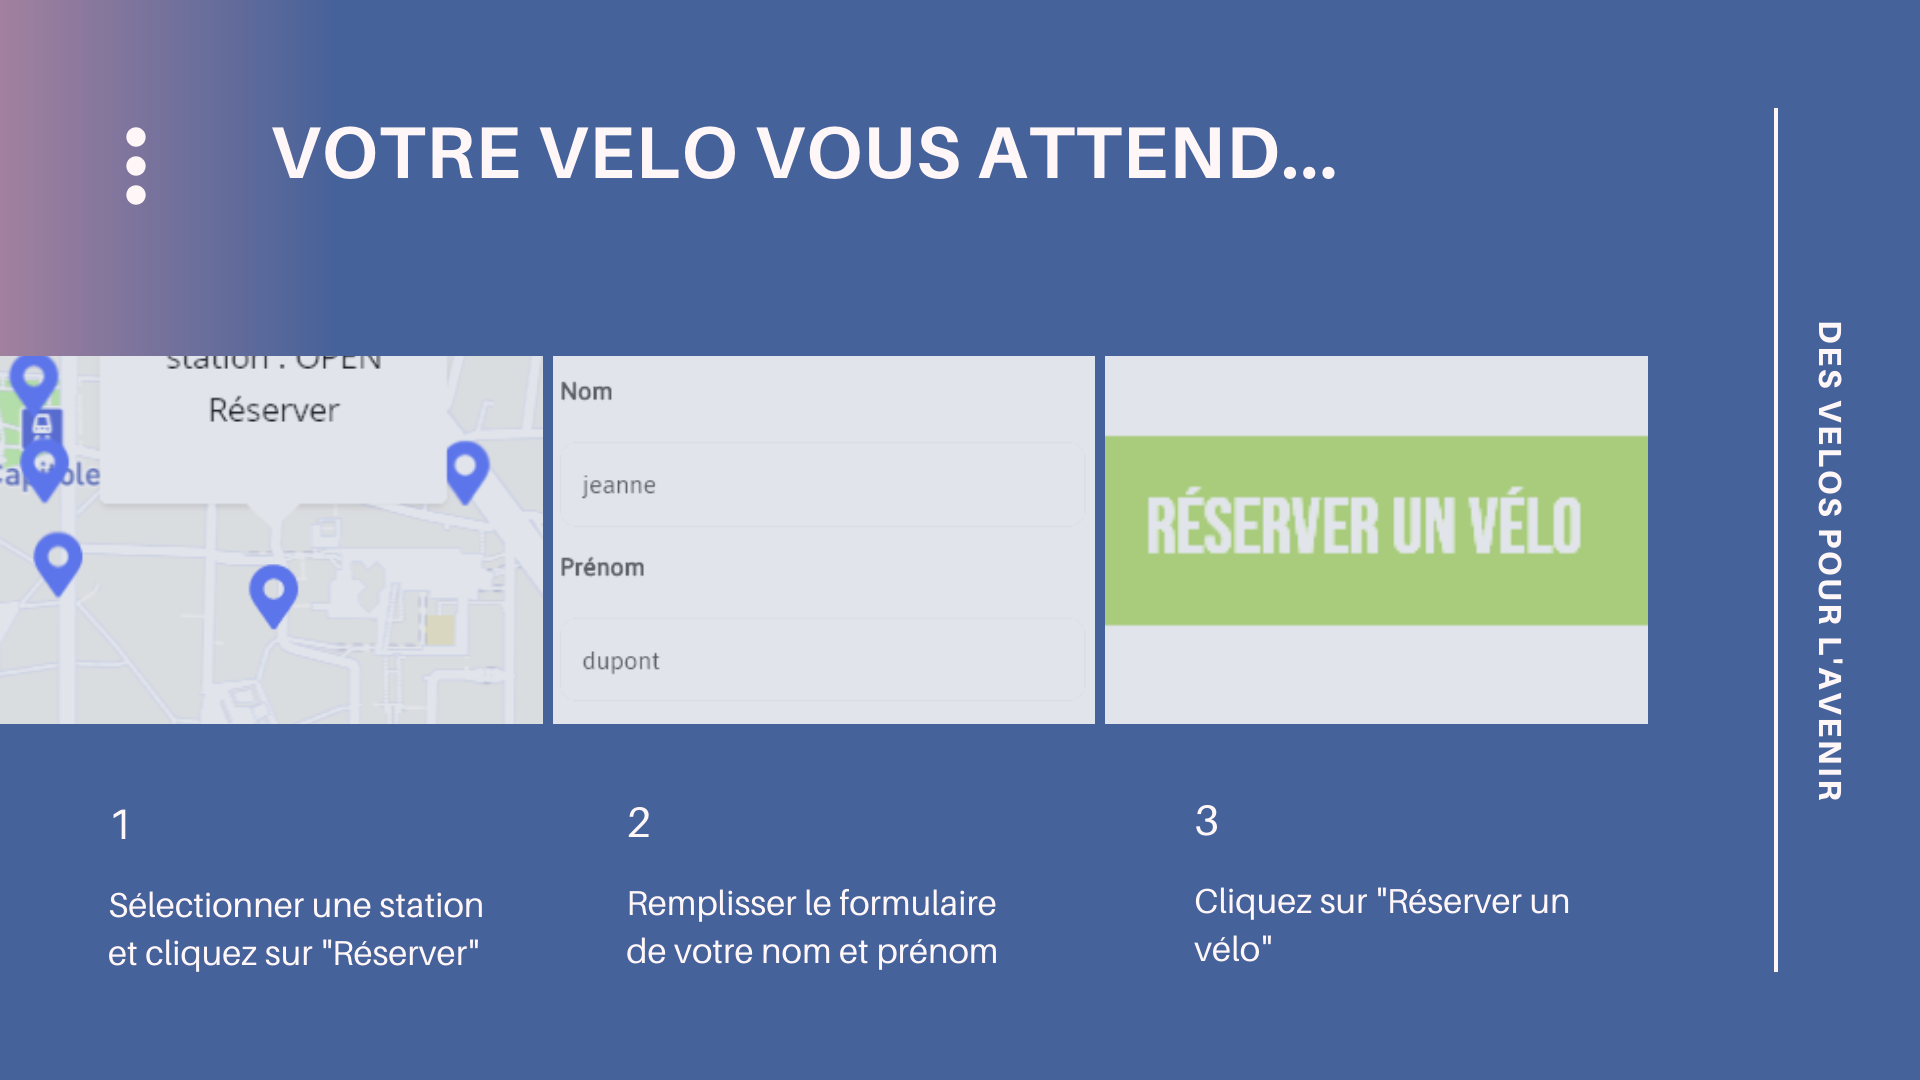 VOTRE VELO VOUS ATTEND...
station : OPEN
Réserver
Capitole
Nom
jeanne
Prénom
dupont
RÉSERVER UN VÉLO
1
Sélectionner une station
et cliquez sur "Réserver"
2
Remplisser le formulaire
de votre nom et prénom
3
Cliquez sur "Réserver un
vélo"
DES VELOS POUR L'AVENIR